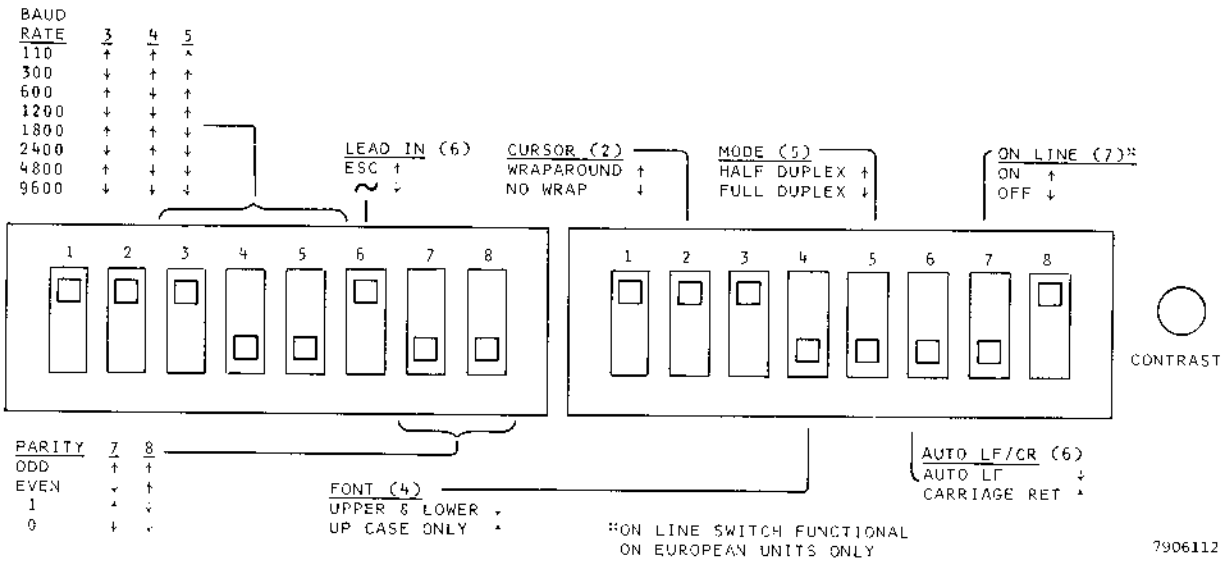 BAUD
RATE 3 4 5
110 ↑ ↑ ↑
300 ↓ ↑ ↑
600 ↑ ↓ ↑
1200 ↓ ↓ ↑
1800 ↑ ↑ ↓
2400 ↓ ↑ ↓
4800 ↑ ↓ ↓
9600 ↓ ↓ ↓
LEAD IN (6)
ESC ↑
~ ↓
CURSOR (2)
WRAPAROUND ↑
NO WRAP ↓
MODE (5)
HALF DUPLEX ↑
FULL DUPLEX ↓
ON LINE (7)*
ON ↑
OFF ↓
1 2 3 4 5 6 7 8
1 2 3 4 5 6 7 8
CONTRAST
PARITY 7 8
ODD ↑ ↑
EVEN ↓ ↑
1 ↑ ↓
0 ↓ ↓
FONT (4)
UPPER & LOWER ↓
UP CASE ONLY ↑
AUTO LF/CR (6)
AUTO LF ↓
CARRIAGE RET ↑
*ON LINE SWITCH FUNCTIONAL
ON EUROPEAN UNITS ONLY
7906112